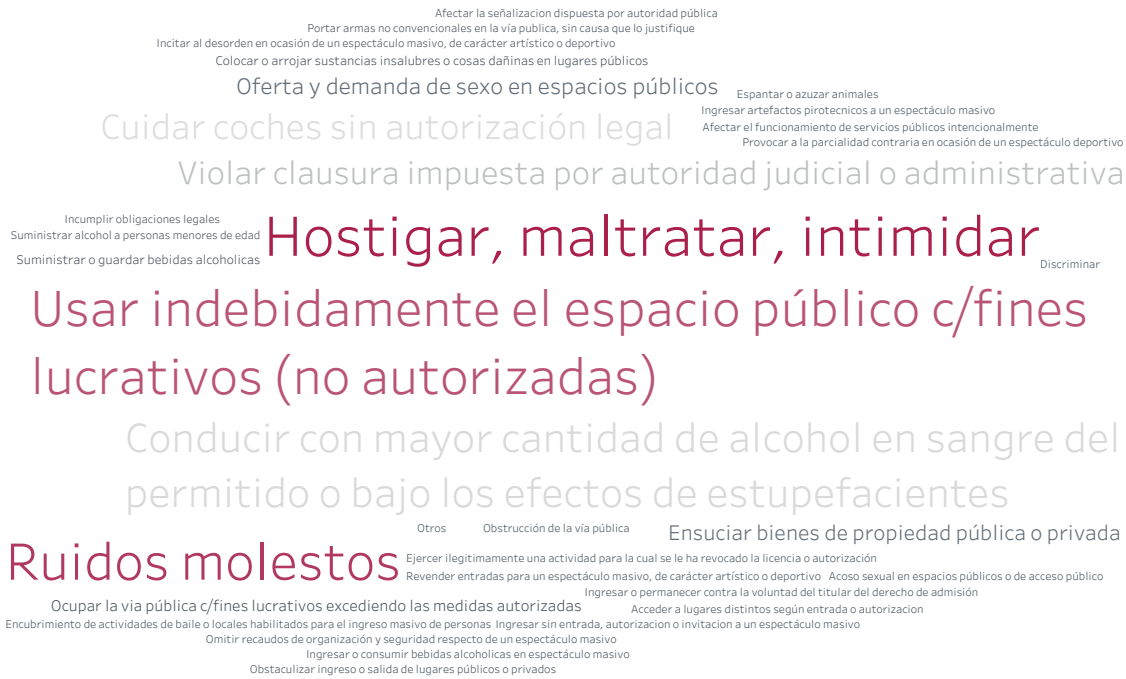 Afectar la señalizacion dispuesta por autoridad pública
Portar armas no convencionales en la vía publica, sin causa que lo justifique
Incitar al desorden en ocasión de un espectáculo masivo, de carácter artístico o deportivo
Colocar o arrojar sustancias insalubres o cosas dañinas en lugares públicos
Oferta y demanda de sexo en espacios públicos
Espantar o azuzar animales
Ingresar artefactos pirotecnicos a un espectáculo masivo
Cuidar coches sin autorización legal
Afectar el funcionamiento de servicios públicos intencionalmente
Provocar a la parcialidad contraria en ocasión de un espectáculo deportivo
Violar clausura impuesta por autoridad judicial o administrativa
Incumplir obligaciones legales
Suministrar alcohol a personas menores de edad
Hostigar, maltratar, intimidar
Suministrar o guardar bebidas alcoholicas
Discriminar
Usar indebidamente el espacio público c/fines
lucrativos (no autorizadas)
Conducir con mayor cantidad de alcohol en sangre del
permitido o bajo los efectos de estupefacientes
Otros
Obstrucción de la vía pública
Ensuciar bienes de propiedad pública o privada
Ruidos molestos
Ejercer ilegitimamente una actividad para la cual se le ha revocado la licencia o autorización
Revender entradas para un espectáculo masivo, de carácter artístico o deportivo
Acoso sexual en espacios públicos o de acceso público
Ingresar o permanecer contra la voluntad del titular del derecho de admisión
Ocupar la via pública c/fines lucrativos excediendo las medidas autorizadas
Acceder a lugares distintos según entrada o autorizacion
Encubrimiento de actividades de baile o locales habilitados para el ingreso masivo de personas
Ingresar sin entrada, autorizacion o invitacion a un espectáculo masivo
Omitir recaudos de organización y seguridad respecto de un espectáculo masivo
Ingresar o consumir bebidas alcoholicas en espectáculo masivo
Obstaculizar ingreso o salida de lugares públicos o privados